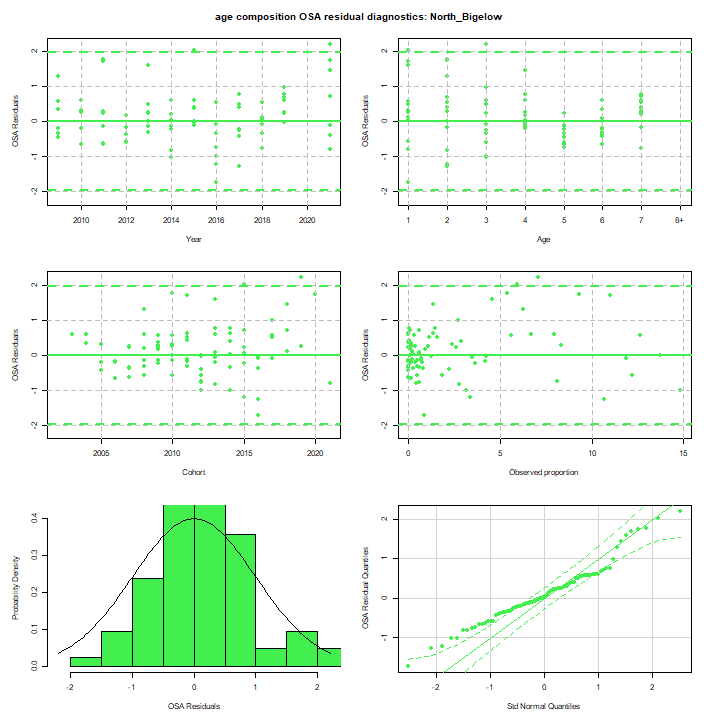 age composition OSA residual diagnostics: North_Bigelow
OSA Residuals
2
1
0
-1
-2
2010 2012 2014 2016 2018 2020
Year
OSA Residuals
2
1
0
-1
-2
1 2 3 4 5 6 7 8+
Age
OSA Residuals
2
1
0
-1
-2
2005 2010 2015 2020
Cohort
OSA Residuals
2
1
0
-1
-2
0 5 10 15
Observed proportion
Probability Density
0.4
0.3
0.2
0.1
0.0
-2 -1 0 1 2
OSA Residuals
OSA Residual Quantiles
2
1
0
-1
-2 -1 0 1 2
Std Normal Quantiles